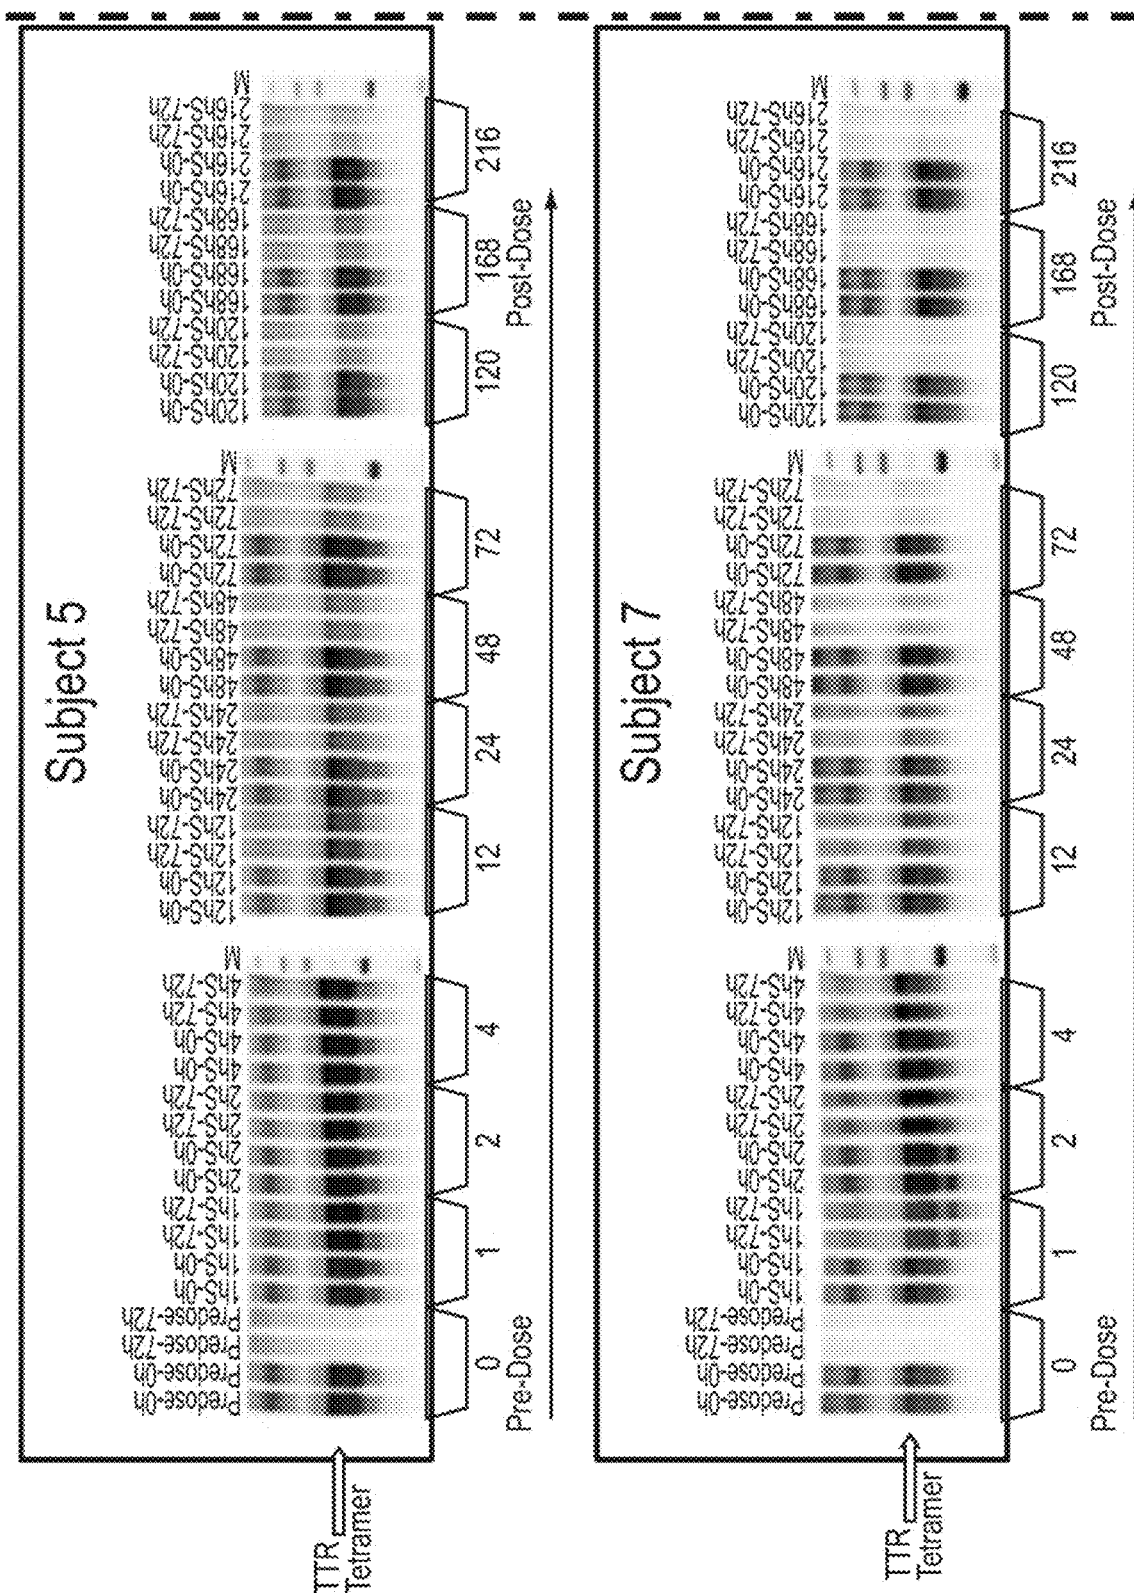 Subject 5
Predose-0h
Predose-0h
Predose-72h
Predose-72h
1hS-0h
1hS-0h
1hS-72h
1hS-72h
2hS-0h
2hS-0h
2hS-72h
2hS-72h
4hS-0h
4hS-0h
4hS-72h
4hS-72h
M
12hS-0h
12hS-0h
12hS-72h
12hS-72h
24hS-0h
24hS-0h
24hS-72h
24hS-72h
48hS-0h
48hS-0h
48hS-72h
48hS-72h
72hS-0h
72hS-0h
72hS-72h
72hS-72h
M
120hS-0h
120hS-0h
120hS-72h
120hS-72h
168hS-0h
168hS-0h
168hS-72h
168hS-72h
216hS-0h
216hS-0h
216hS-72h
216hS-72h
M
TTR
Tetramer
0 1 2 4 12 24 48 72 120 168 216
Pre-Dose Post-Dose
Subject 7
Predose-0h
Predose-0h
Predose-72h
Predose-72h
1hS-0h
1hS-0h
1hS-72h
1hS-72h
2hS-0h
2hS-0h
2hS-72h
2hS-72h
4hS-0h
4hS-0h
4hS-72h
4hS-72h
M
12hS-0h
12hS-0h
12hS-72h
12hS-72h
24hS-0h
24hS-0h
24hS-72h
24hS-72h
48hS-0h
48hS-0h
48hS-72h
48hS-72h
72hS-0h
72hS-0h
72hS-72h
72hS-72h
M
120hS-0h
120hS-0h
120hS-72h
120hS-72h
168hS-0h
168hS-0h
168hS-72h
168hS-72h
216hS-0h
216hS-0h
216hS-72h
216hS-72h
M
TTR
Tetramer
0 1 2 4 12 24 48 72 120 168 216
Pre-Dose Post-Dose